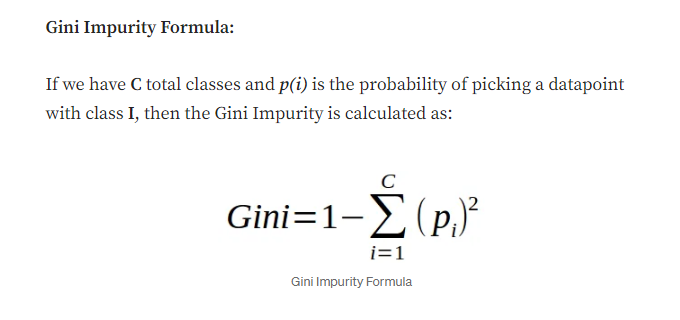 Gini Impurity Formula:
If we have C total classes and p(i) is the probability of picking a datapoint
with class I, then the Gini Impurity is calculated as:
C
Gini=1−∑(pᵢ)²
i=1
Gini Impurity Formula